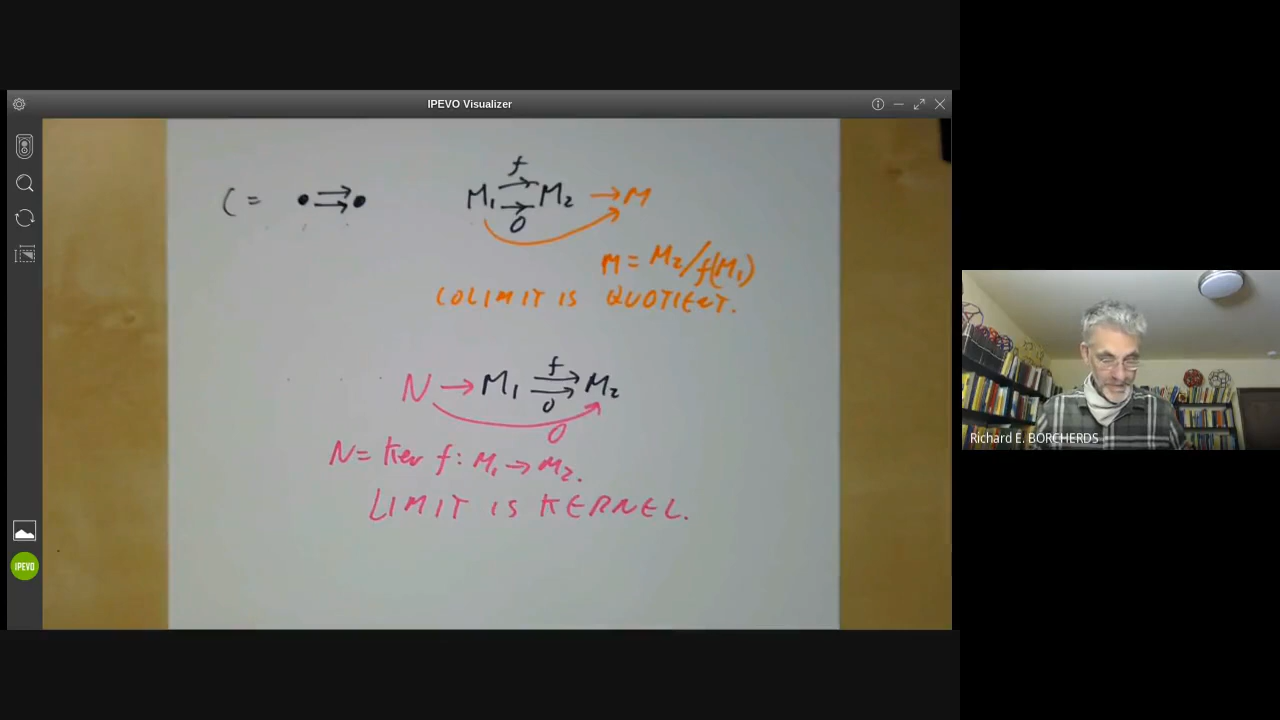 IPEVO Visualizer
C = • ⇉ •
M₁ ⇉ M₂ → M
f
0
M = M₂/f(M₁)
COLIMIT IS QUOTIENT.
N → M₁ ⇉ M₂
f
0
0
N = Ker f : M₁ → M₂.
LIMIT IS KERNEL.
IPEVO
Richard E. BORCHERDS